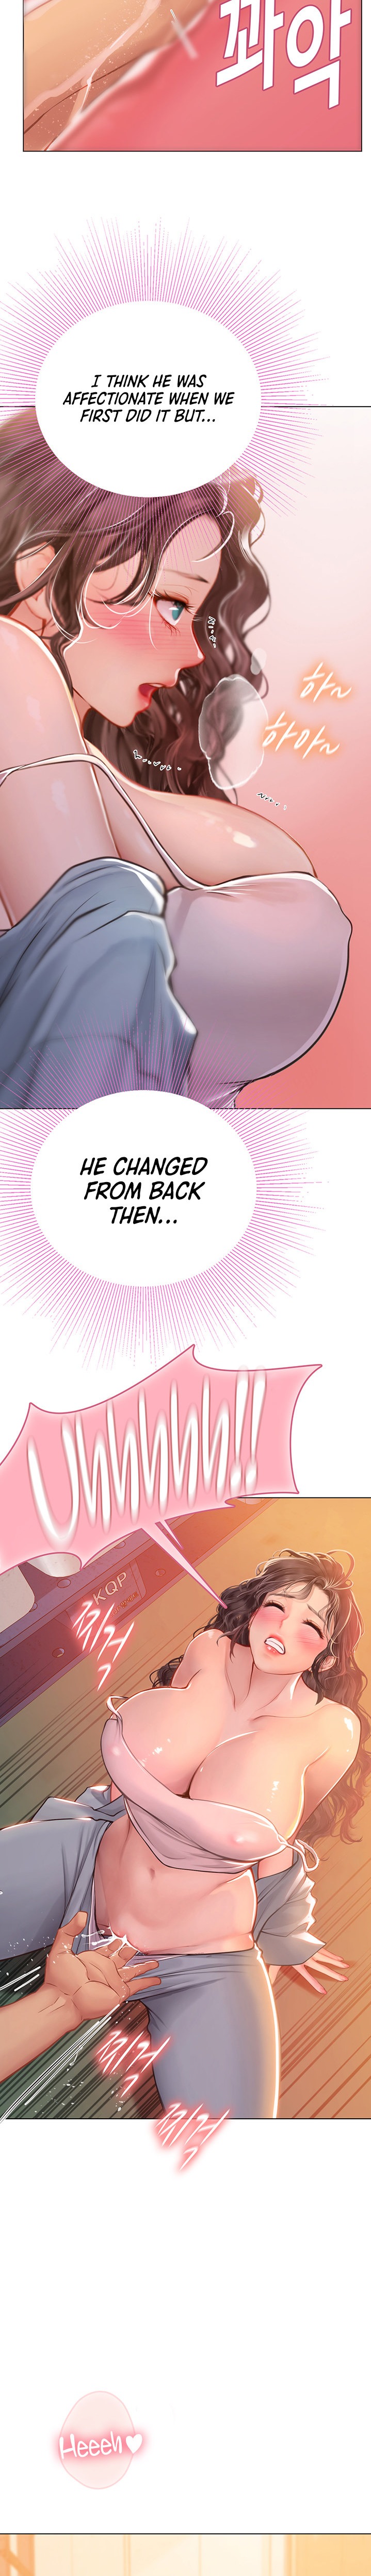 꽈악
I THINK HE WAS
AFFECTIONATE WHEN WE
FIRST DID IT BUT...
하~
하아~
HE CHANGED
FROM BACK
THEN...
Uhhhhh!!
KQP
찌걱
찌걱
찌걱
Heeeh♥